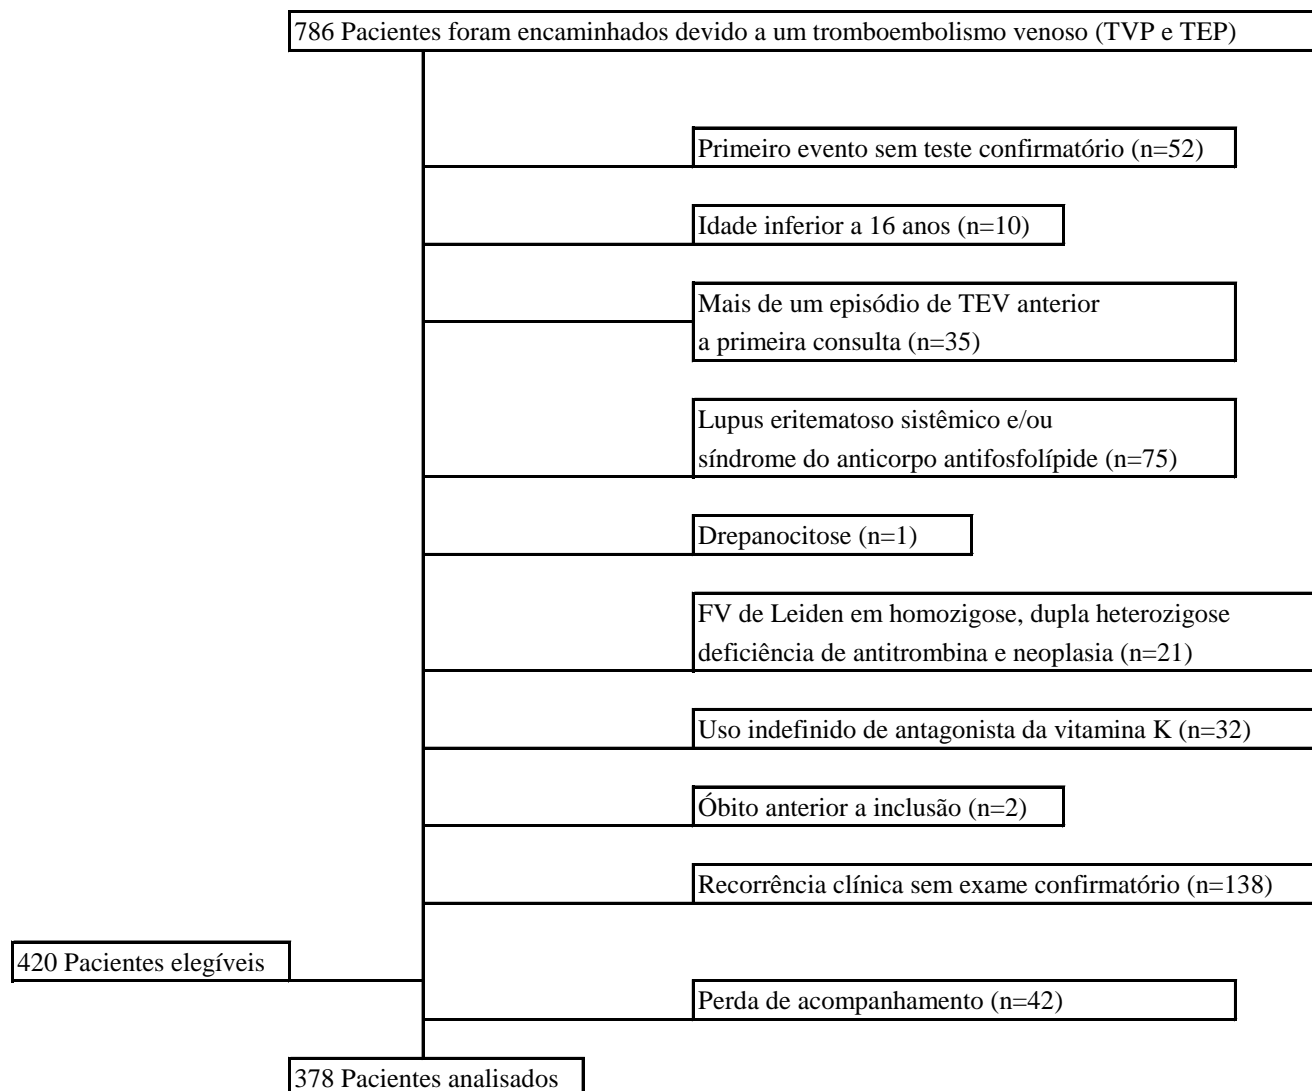 786 Pacientes foram encaminhados devido a um tromboembolismo venoso (TVP e TEP)
Primeiro evento sem teste confirmatório (n=52)
Idade inferior a 16 anos (n=10)
Mais de um episódio de TEV anterior
a primeira consulta (n=35)
Lupus eritematoso sistêmico e/ou
síndrome do anticorpo antifosfolípide (n=75)
Drepanocitose (n=1)
FV de Leiden em homozigose, dupla heterozigose
deficiência de antitrombina e neoplasia (n=21)
Uso indefinido de antagonista da vitamina K (n=32)
Óbito anterior a inclusão (n=2)
Recorrência clínica sem exame confirmatório (n=138)
420 Pacientes elegíveis
Perda de acompanhamento (n=42)
378 Pacientes analisados